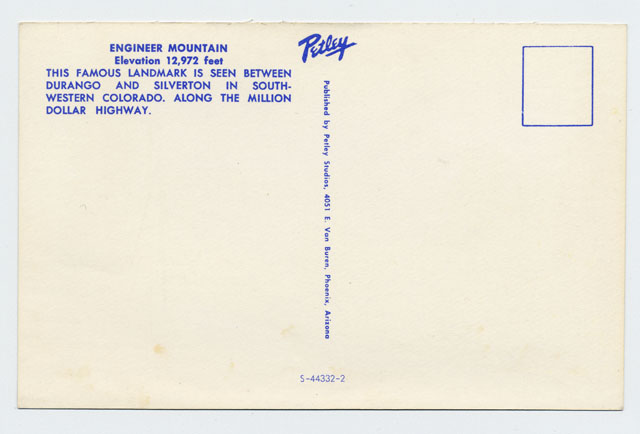 ENGINEER MOUNTAIN
Elevation 12,972 feet
THIS FAMOUS LANDMARK IS SEEN BETWEEN
DURANGO AND SILVERTON IN SOUTH-
WESTERN COLORADO. ALONG THE MILLION
DOLLAR HIGHWAY.
Petley
Published by Petley Studios, 4051 E. Van Buren, Phoenix, Arizona
S-44332-2